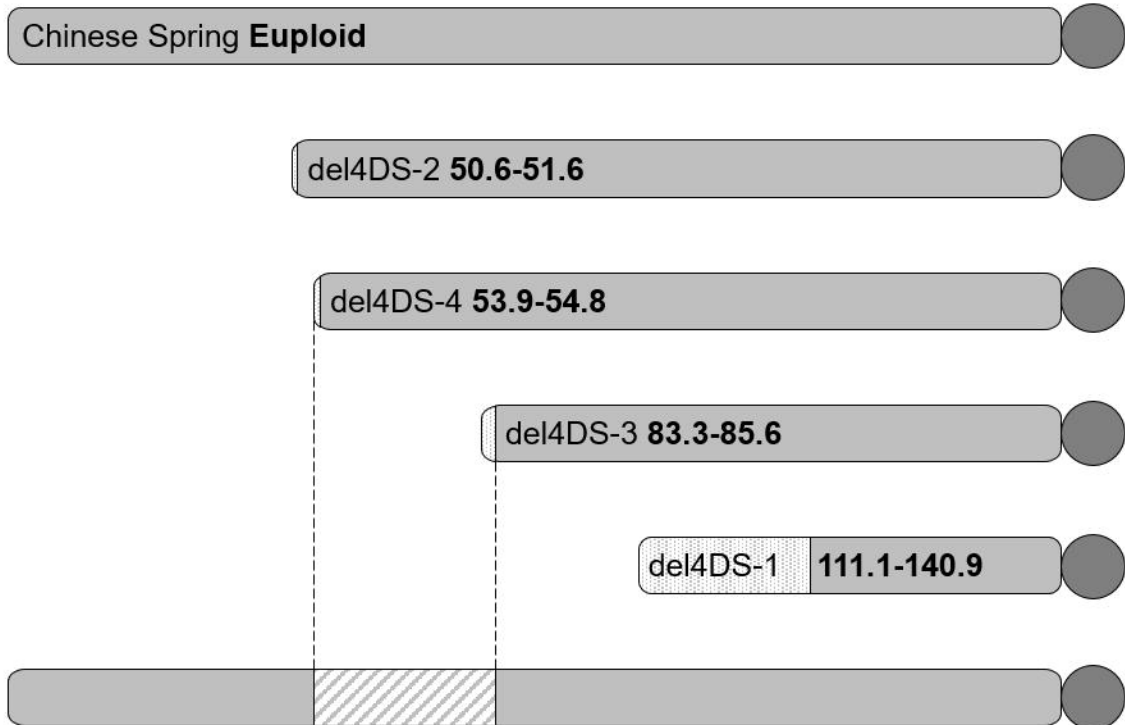 Chinese Spring Euploid
del4DS-2 50.6-51.6
del4DS-4 53.9-54.8
del4DS-3 83.3-85.6
del4DS-1 111.1-140.9